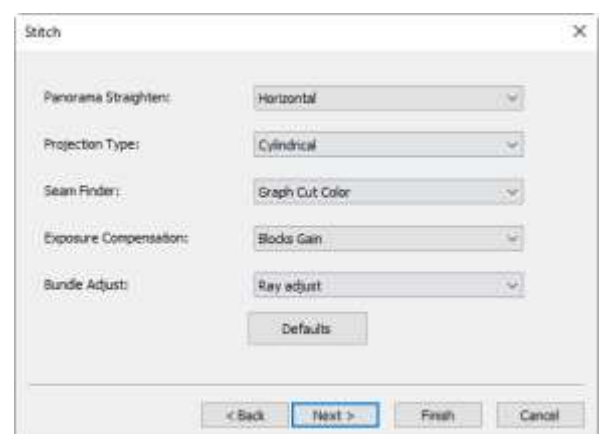 Stitch
Panorama Straighten: Horizontal
Projection Type: Cylindrical
Seam Finder: Graph Cut Color
Exposure Compensation: Blocks Gain
Bundle Adjust: Ray adjust
Defaults
< Back Next > Finish Cancel